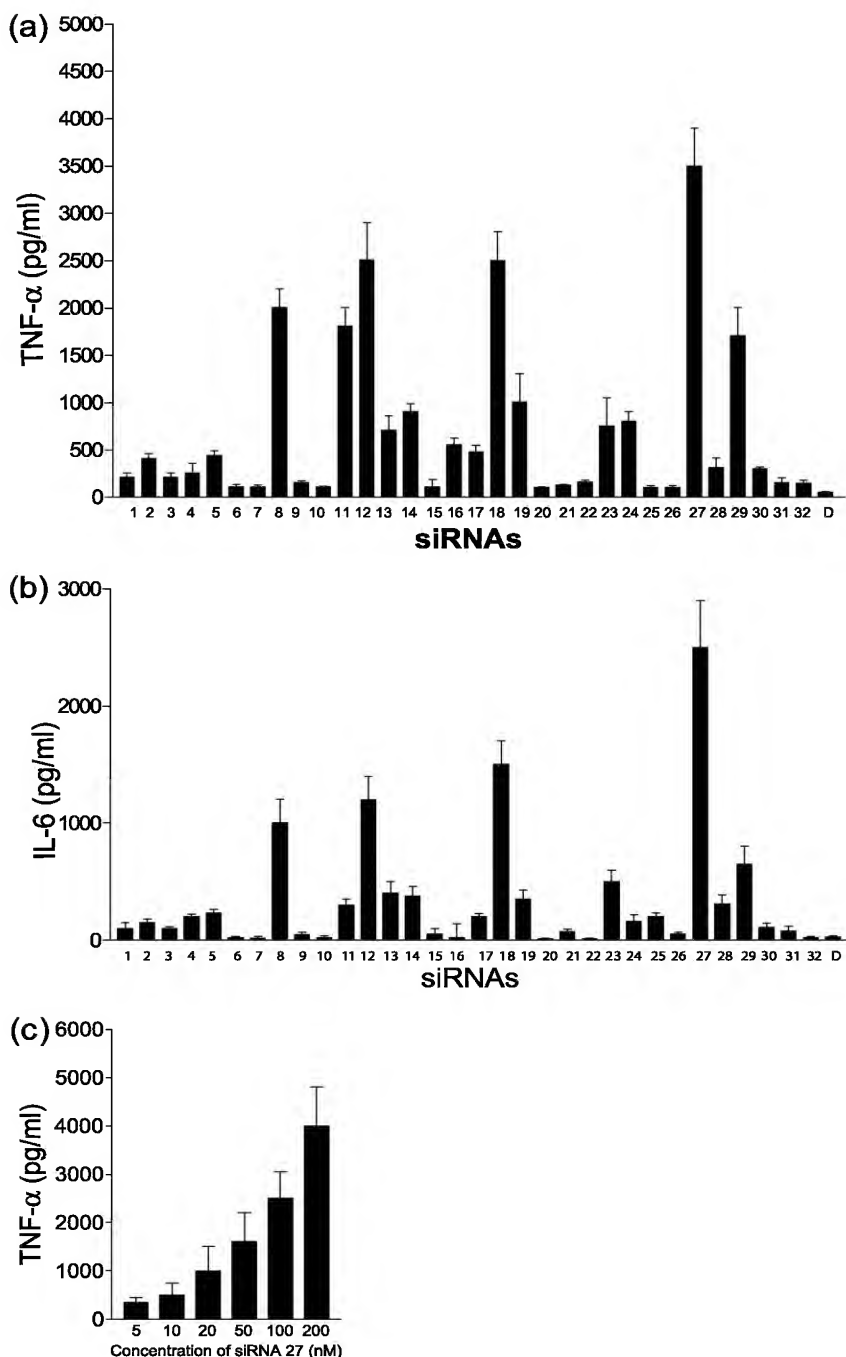 (a)
5000
4500
4000
3500
3000
2500
2000
1500
1000
500
0
TNF-α (pg/ml)
1 2 3 4 5 6 7 8 9 10 11 12 13 14 15 16 17 18 19 20 21 22 23 24 25 26 27 28 29 30 31 32 D
siRNAs
(b)
3000
2000
1000
0
IL-6 (pg/ml)
1 2 3 4 5 6 7 8 9 10 11 12 13 14 15 16 17 18 19 20 21 22 23 24 25 26 27 28 29 30 31 32 D
siRNAs
(c)
6000
5000
4000
3000
2000
1000
0
TNF-α (pg/ml)
5 10 20 50 100 200
Concentration of siRNA 27 (nM)